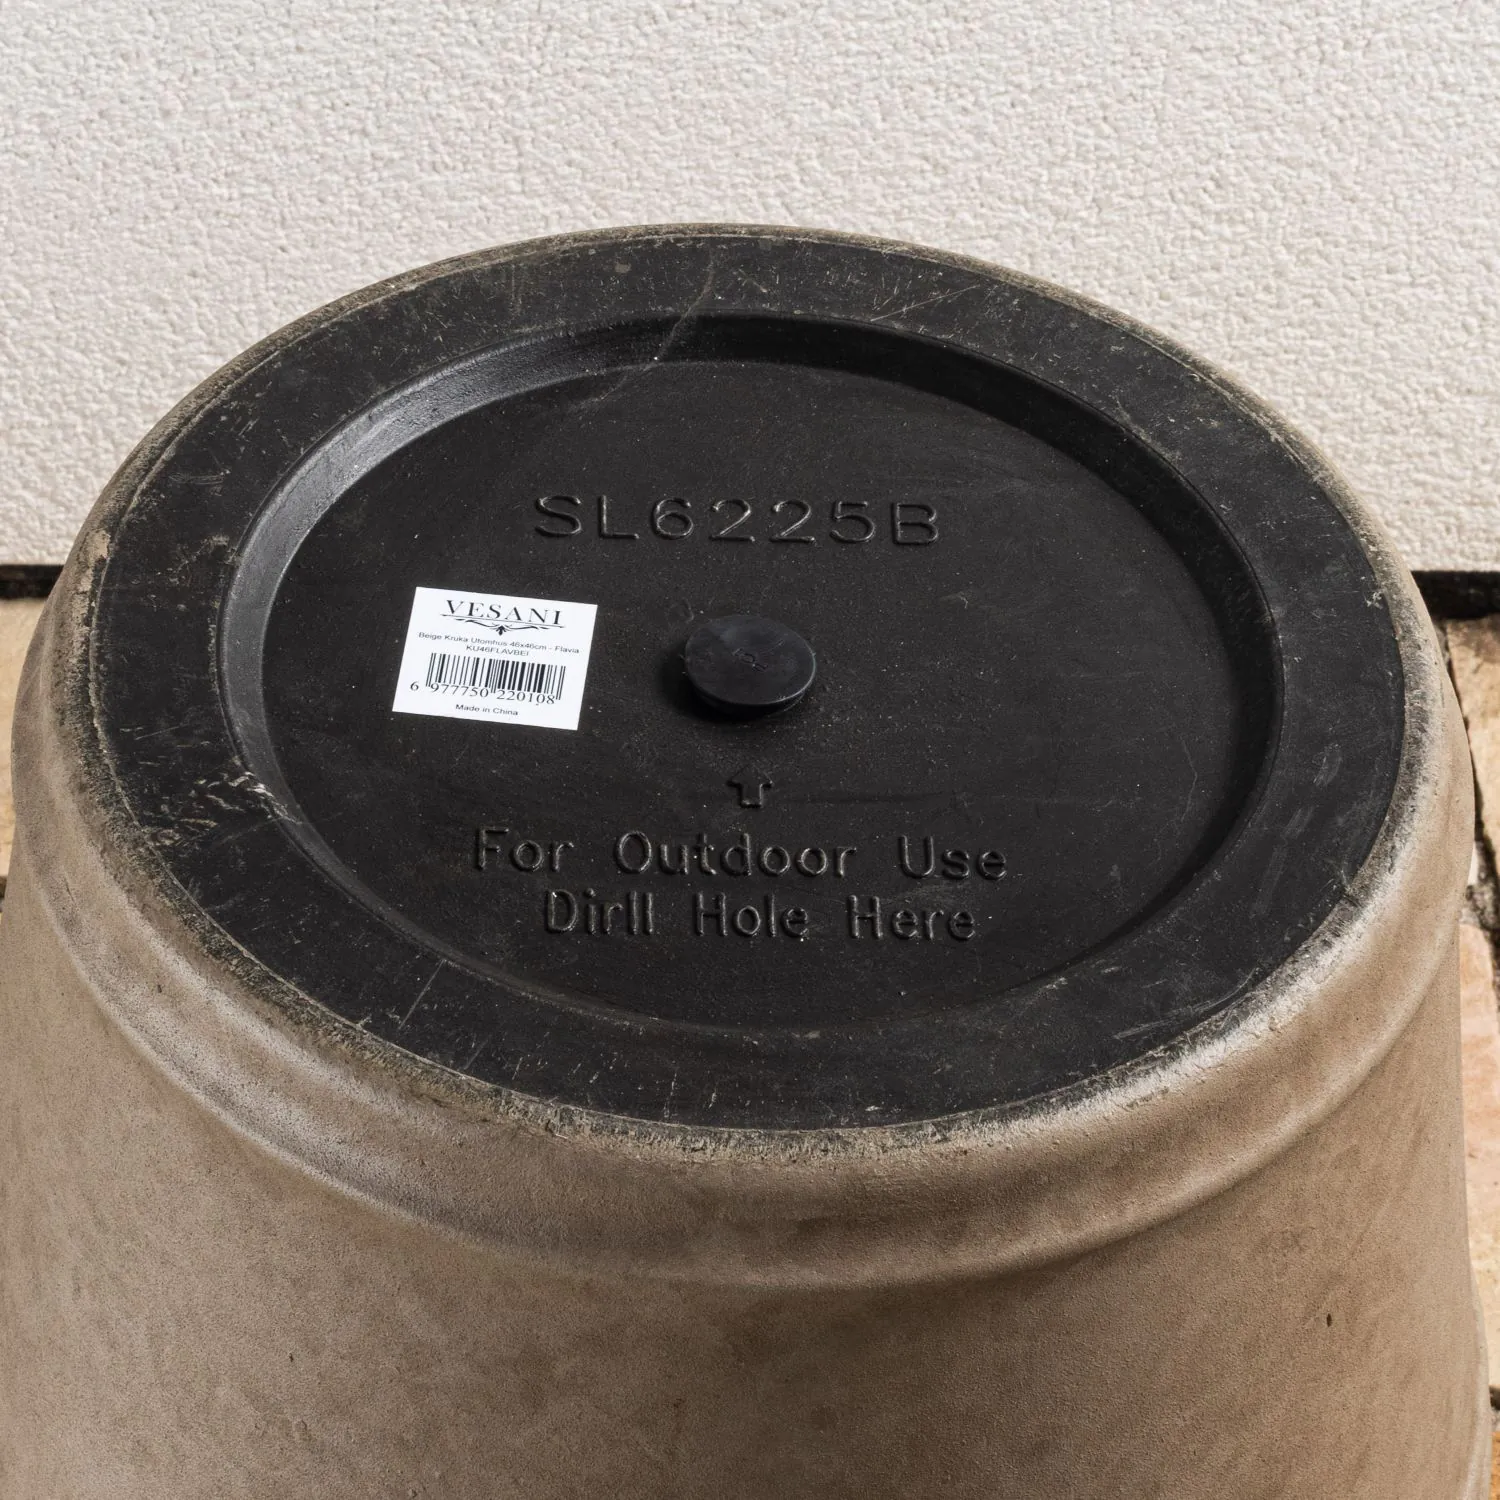 SL6225B
VESANI
Beige Kruka Utomhus 46x46cm - Flavia
KU46FLAVBEI
6 977750 220108
Made in China
For Outdoor Use
Dirll Hole Here